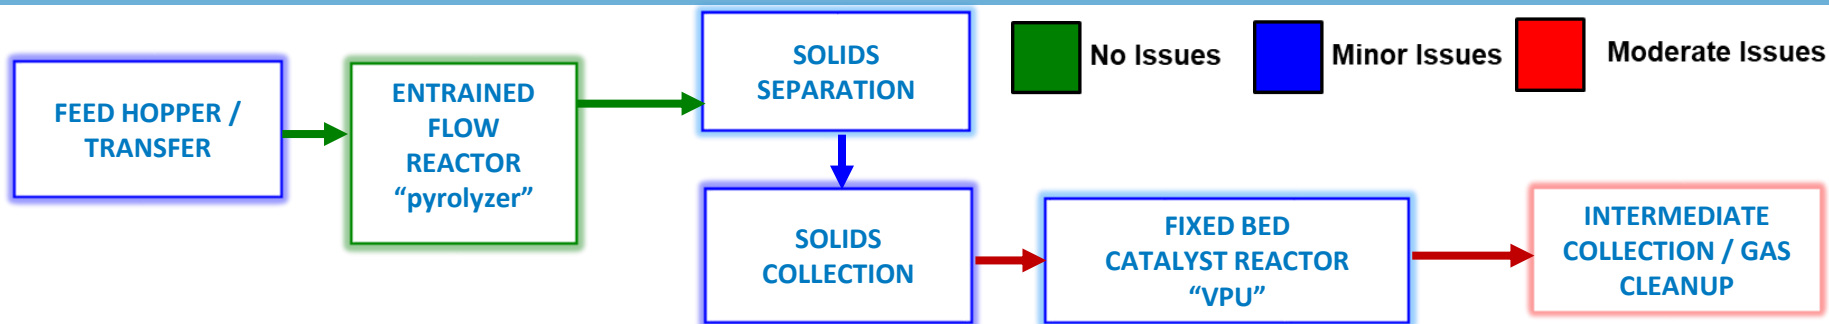 FEED HOPPER /
TRANSFER
ENTRAINED
FLOW
REACTOR
“pyrolyzer”
SOLIDS
SEPARATION
No Issues
Minor Issues
Moderate Issues
SOLIDS
COLLECTION
FIXED BED
CATALYST REACTOR
“VPU”
INTERMEDIATE
COLLECTION / GAS
CLEANUP